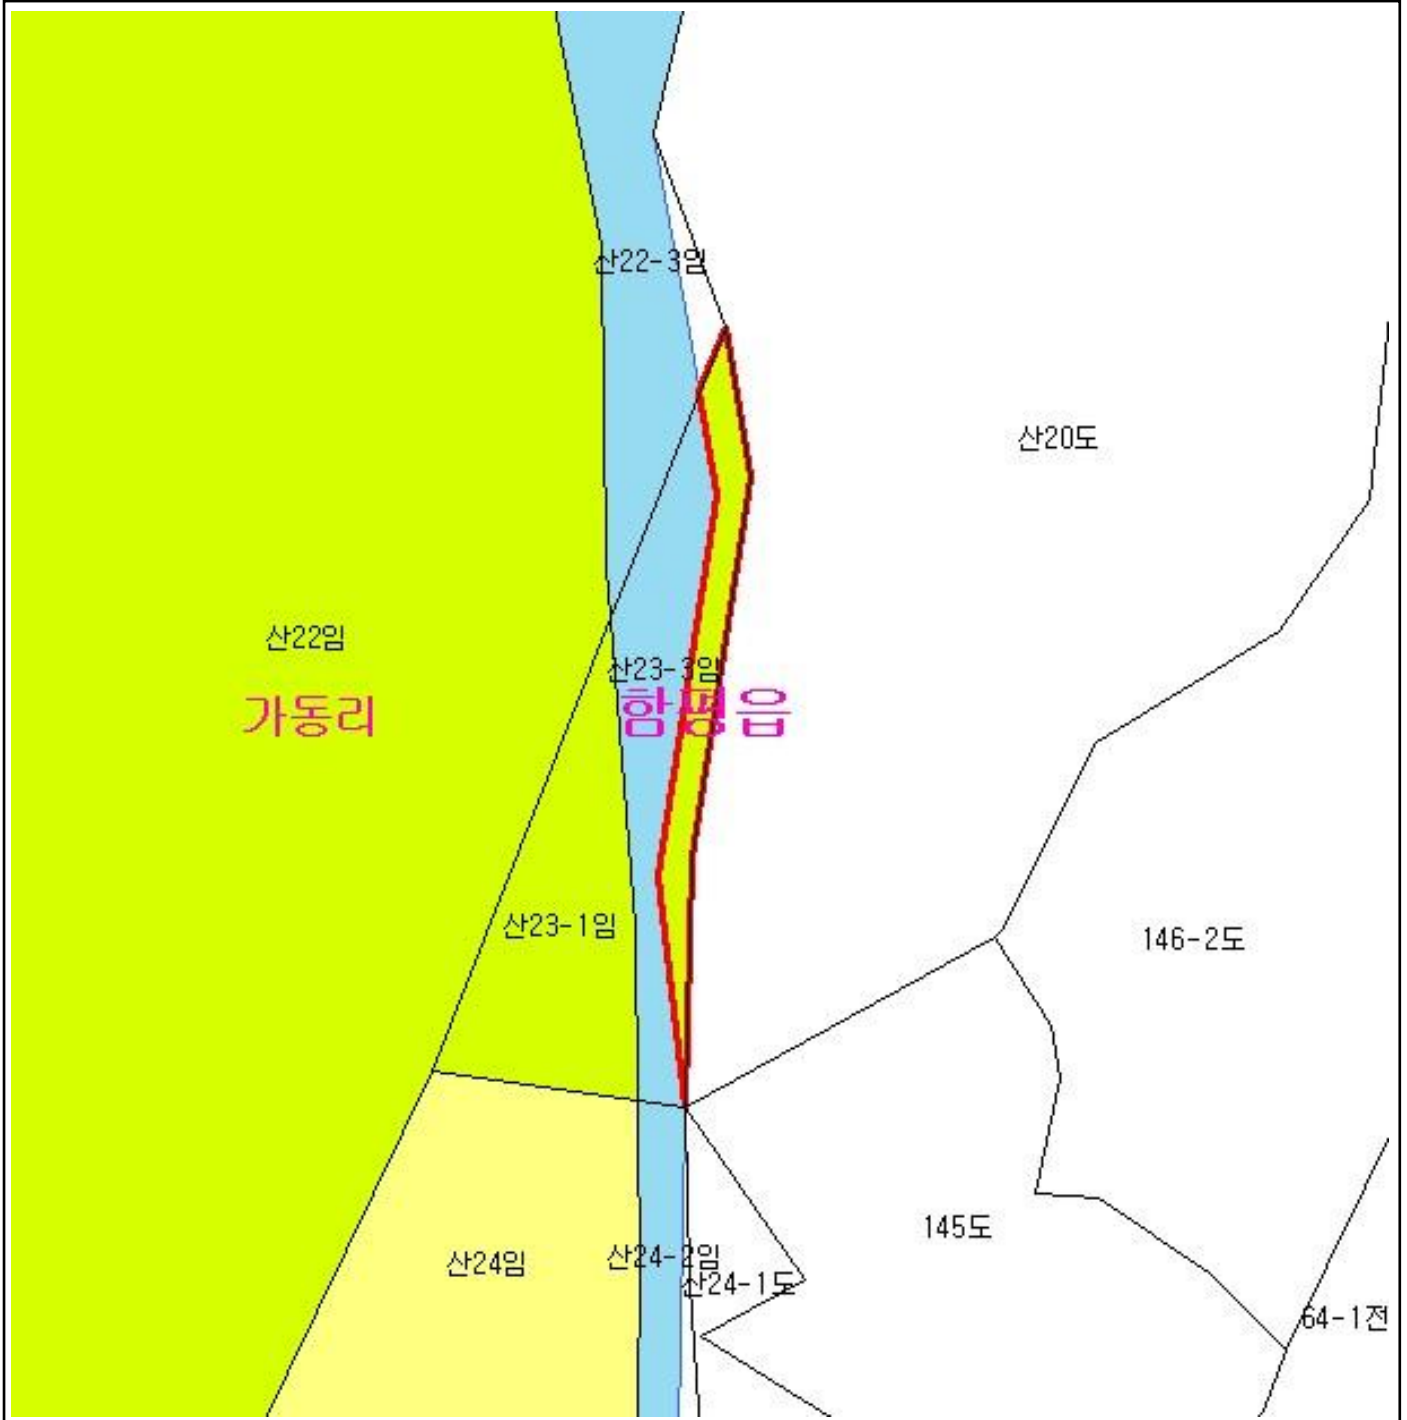 산22-3임
산20도
산22임
산23-3임
가동리
함평읍
산23-1임
146-2도
145도
산24임
산24-2임
산24-1도
64-1전